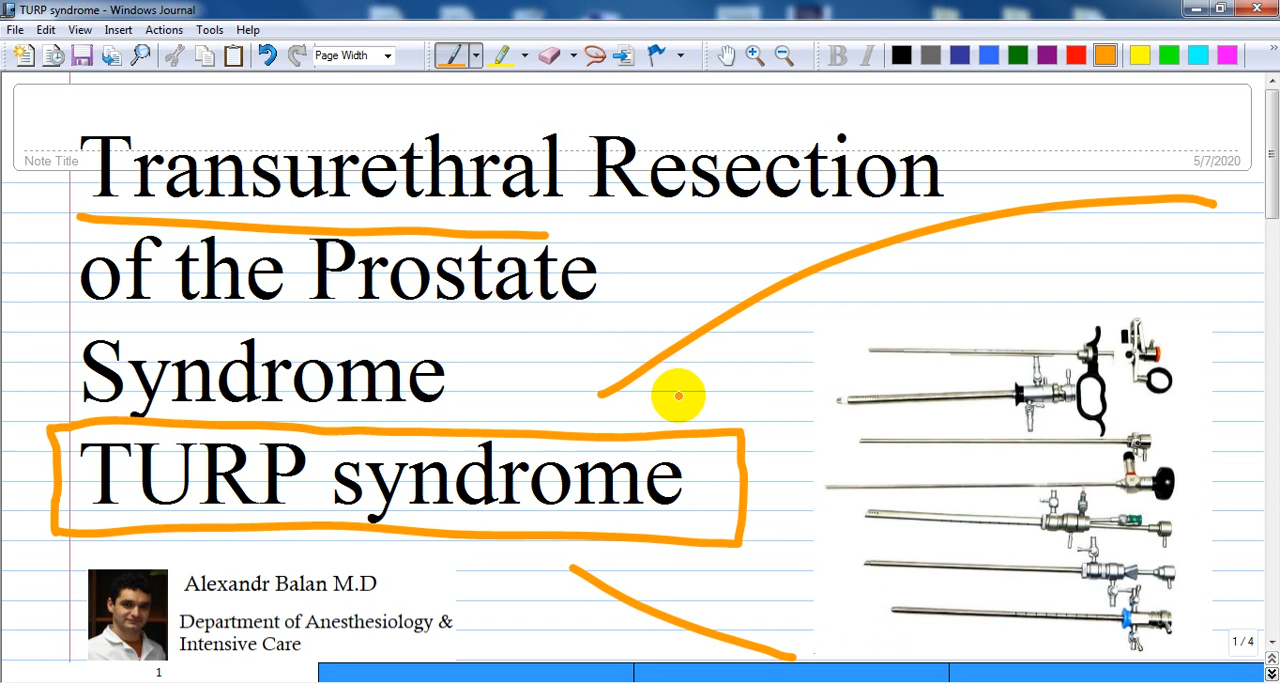 TURP syndrome - Windows Journal
File Edit View Insert Actions Tools Help
Page Width
B I
Note Title
5/7/2020
Transurethral Resection
of the Prostate
Syndrome
TURP syndrome
Alexandr Balan M.D
Department of Anesthesiology &
Intensive Care
1 / 4
1